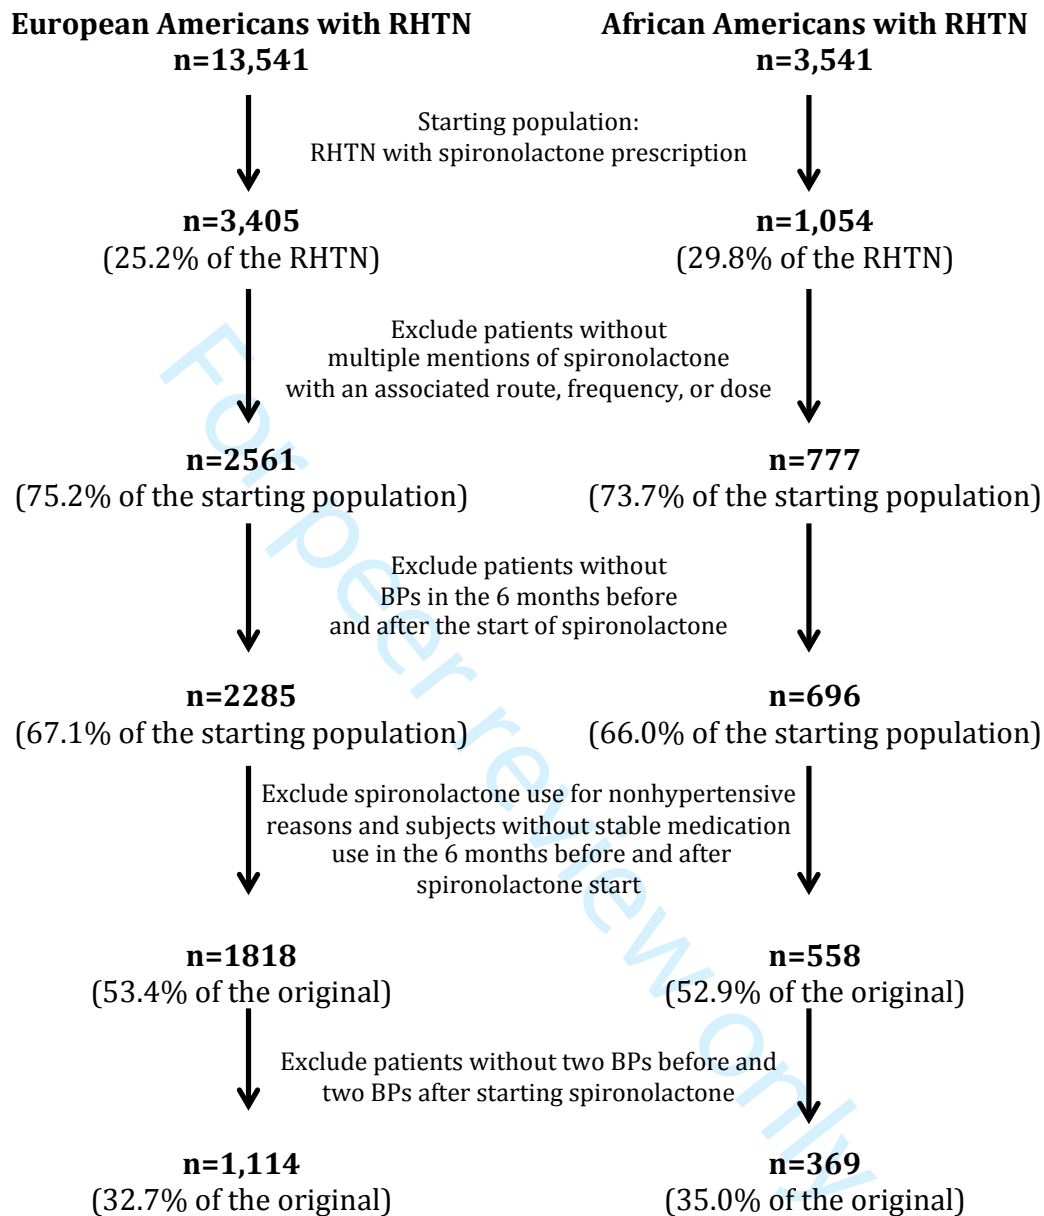 European Americans with RHTN
n=13,541
African Americans with RHTN
n=3,541
Starting population:
RHTN with spironolactone prescription
n=3,405
(25.2% of the RHTN)
n=1,054
(29.8% of the RHTN)
Exclude patients without
multiple mentions of spironolactone
with an associated route, frequency, or dose
n=2561
(75.2% of the starting population)
n=777
(73.7% of the starting population)
Exclude patients without
BPs in the 6 months before
and after the start of spironolactone
n=2285
(67.1% of the starting population)
n=696
(66.0% of the starting population)
Exclude spironolactone use for nonhypertensive
reasons and subjects without stable medication
use in the 6 months before and after
spironolactone start
n=1818
(53.4% of the original)
n=558
(52.9% of the original)
Exclude patients without two BPs before and
two BPs after starting spironolactone
n=1,114
(32.7% of the original)
n=369
(35.0% of the original)
For peer review only